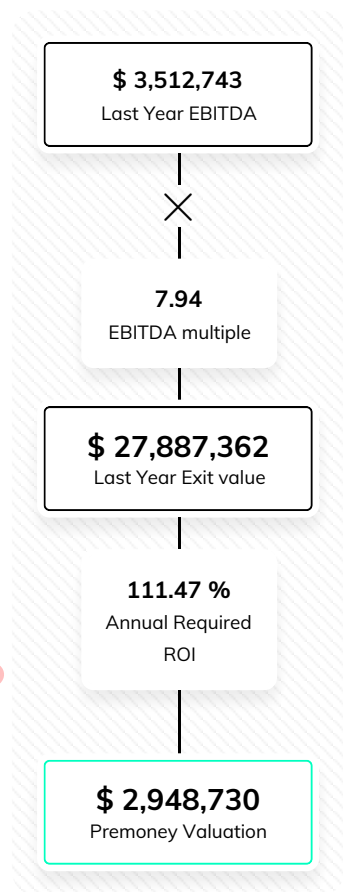 $ 3,512,743
Last Year EBITDA
7.94
EBITDA multiple
$ 27,887,362
Last Year Exit value
111.47 %
Annual Required
ROI
$ 2,948,730
Premoney Valuation